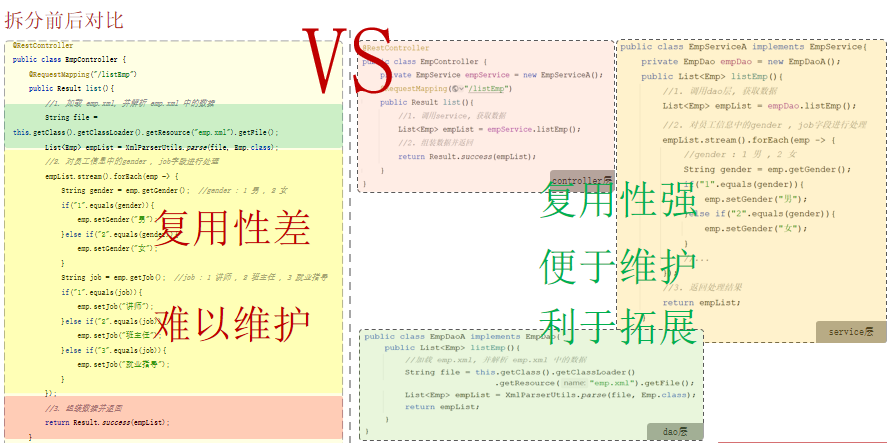 拆分前后对比
VS
@RestController
public class EmpController {
@RequestMapping("/listEmp")
public Result list(){
//1. 加载 emp.xml, 并解析 emp.xml 中的数据
String file =
this.getClass().getClassLoader().getResource("emp.xml").getFile();
List<Emp> empList = XmlParserUtils.parse(file, Emp.class);
//2. 对员工信息中的gender , job字段进行处理
empList.stream().forEach(emp -> {
String gender = emp.getGender(); //gender : 1 男 , 2 女
if("1".equals(gender)){
emp.setGender("男");
}else if("2".equals(gender)){
emp.setGender("女");
}
String job = emp.getJob(); //job : 1 讲师 , 2 班主任 , 3 就业指导
if("1".equals(job)){
emp.setJob("讲师");
}else if("2".equals(job)){
emp.setJob("班主任");
}else if("3".equals(job)){
emp.setJob("就业指导");
}
});
//3. 组装数据并返回
return Result.success(empList);
}
复用性差
难以维护
@RestController
public class EmpController {
private EmpService empService = new EmpServiceA();
@RequestMapping("/listEmp")
public Result list(){
//1. 调用service, 获取数据
List<Emp> empList = empService.listEmp();
//2. 组装数据并返回
return Result.success(empList);
}
}
controller层
public class EmpServiceA implements EmpService{
private EmpDao empDao = new EmpDaoA();
public List<Emp> listEmp(){
//1. 调用dao层, 获取数据
List<Emp> empList = empDao.listEmp();
//2. 对员工信息中的gender , job字段进行处理
empList.stream().forEach(emp -> {
//gender : 1 男 , 2 女
String gender = emp.getGender();
if("1".equals(gender)){
emp.setGender("男");
}else if("2".equals(gender)){
emp.setGender("女");
}
...
//3. 返回处理结果
return empList;
service层
复用性强
便于维护
利于拓展
public class EmpDaoA implements EmpDao{
public List<Emp> listEmp(){
//加载 emp.xml, 并解析 emp.xml 中的数据
String file = this.getClass().getClassLoader()
.getResource( name: "emp.xml").getFile();
List<Emp> empList = XmlParserUtils.parse(file, Emp.class);
return empList;
}
}
dao层